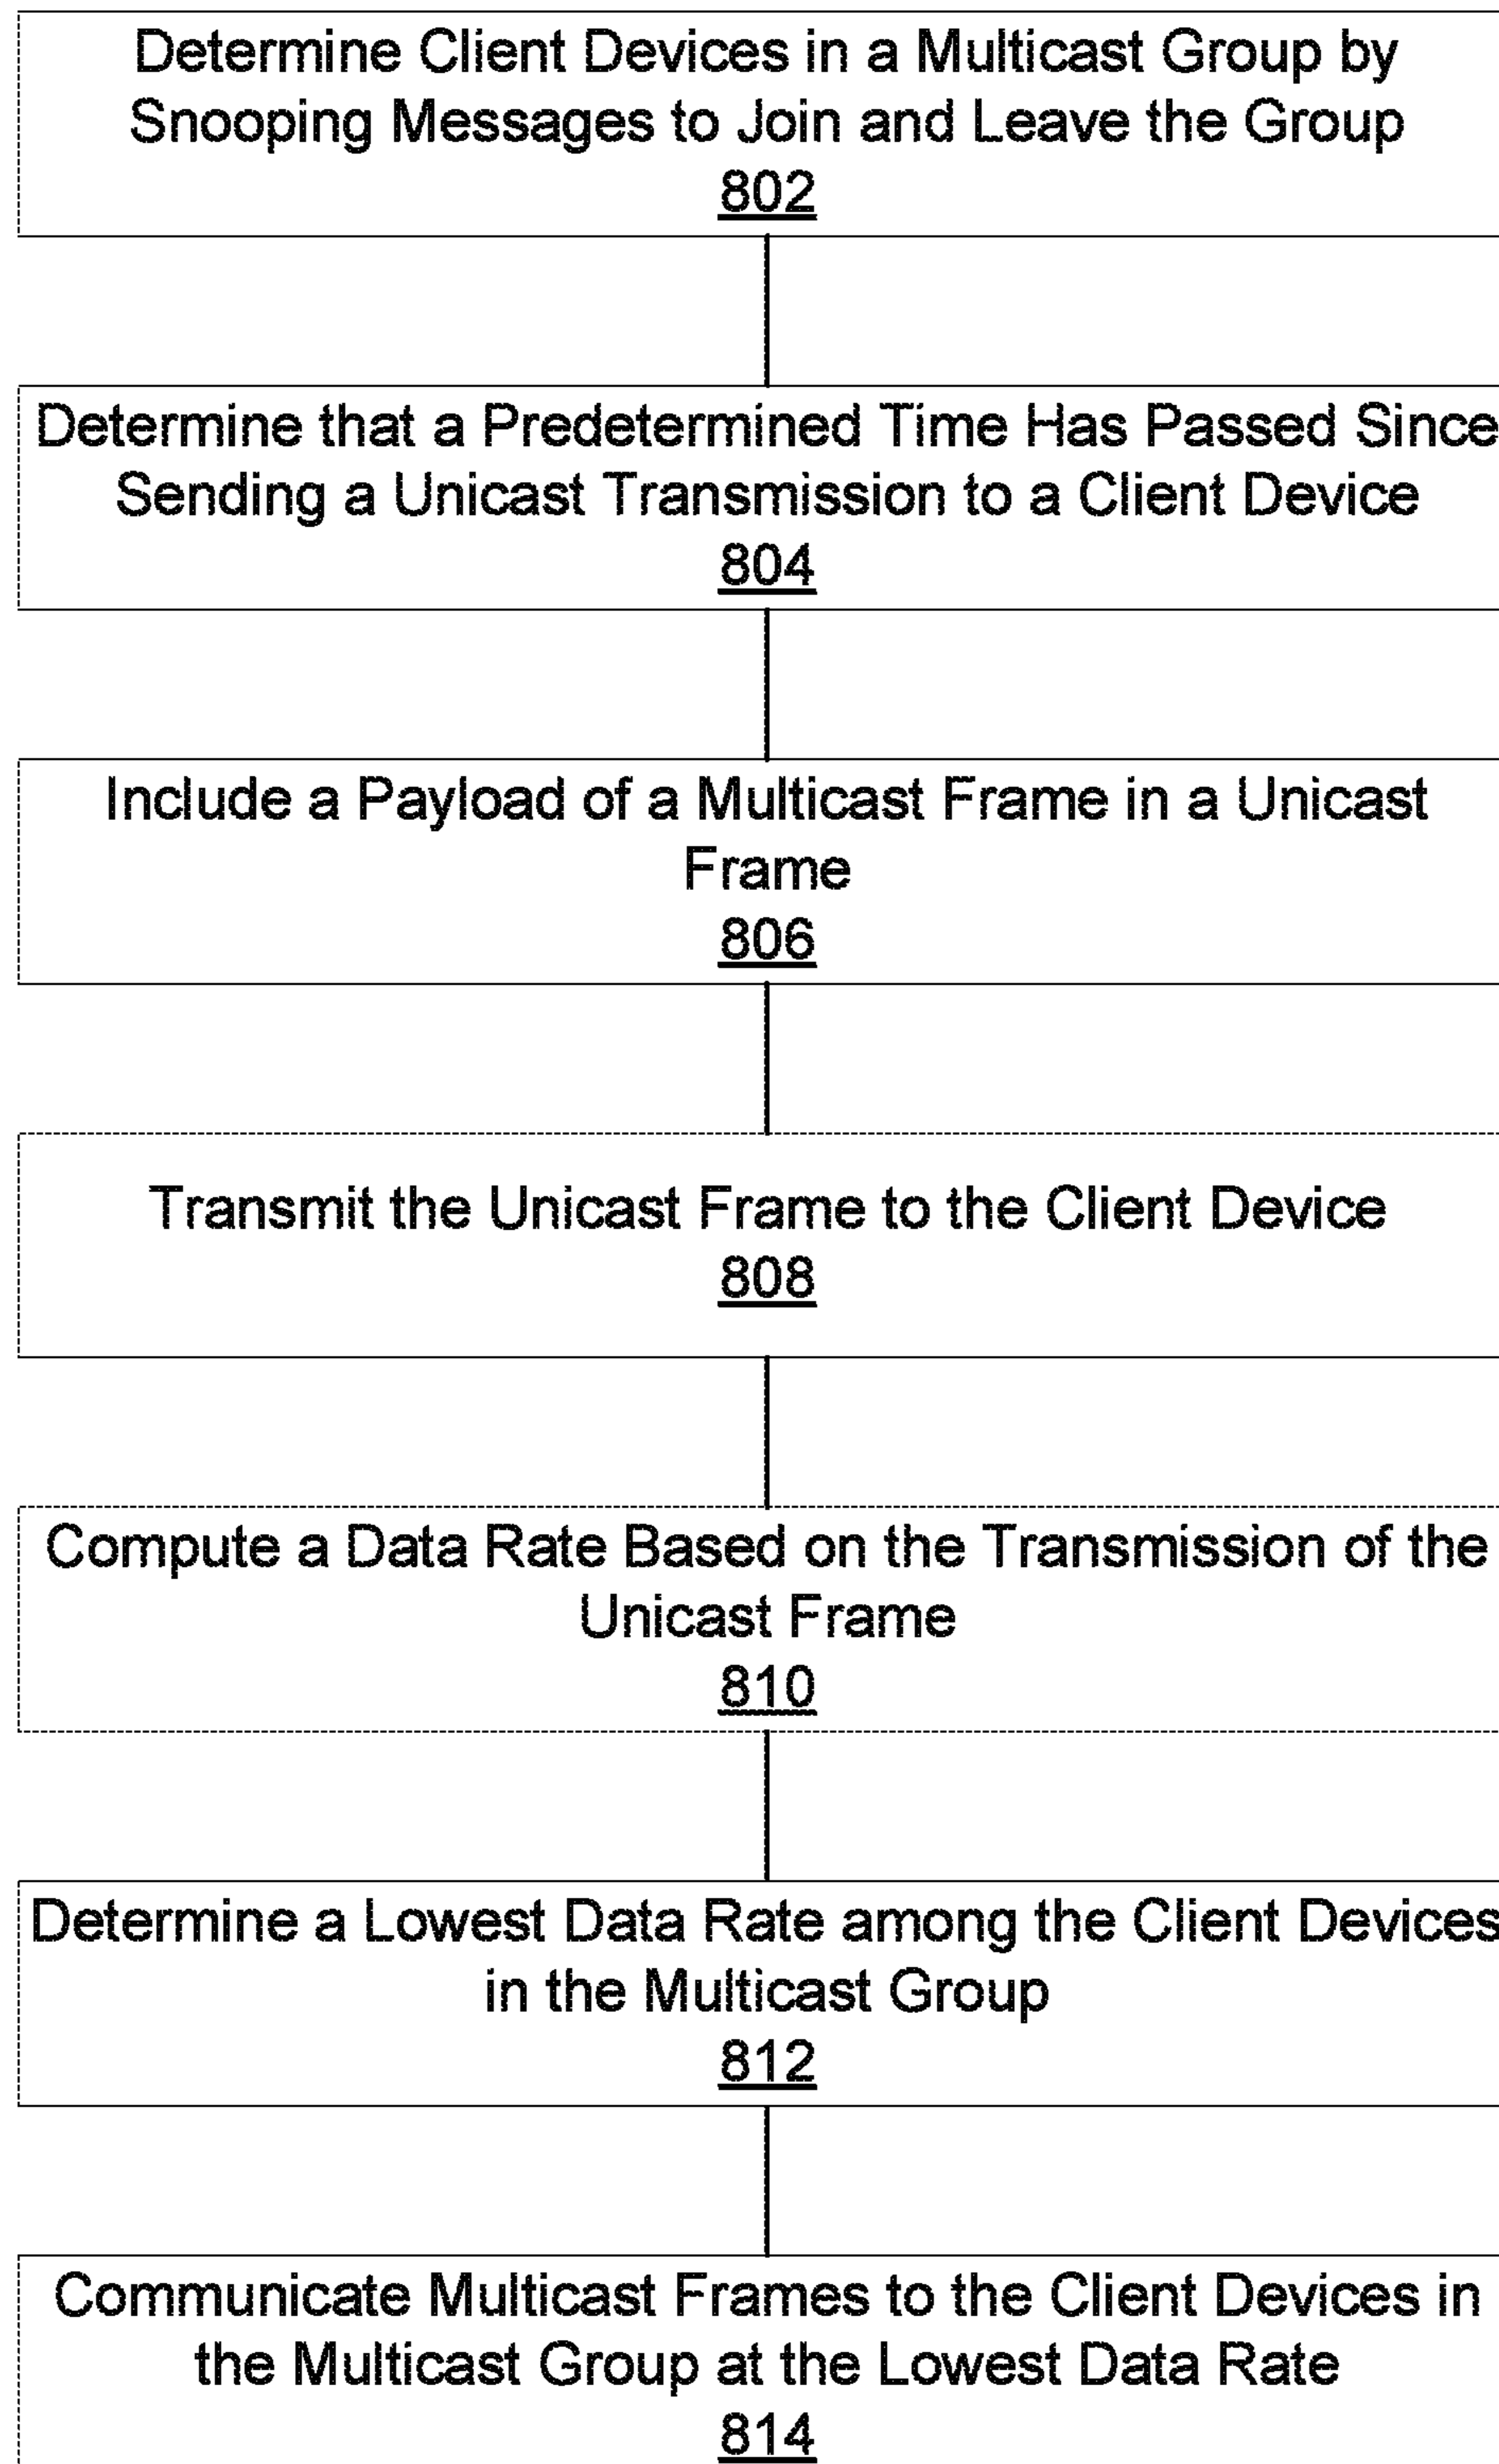 Determine Client Devices in a Multicast Group by
Snooping Messages to Join and Leave the Group
802
Determine that a Predetermined Time Has Passed Since
Sending a Unicast Transmission to a Client Device
804
Include a Payload of a Multicast Frame in a Unicast
Frame
806
Transmit the Unicast Frame to the Client Device
808
Compute a Data Rate Based on the Transmission of the
Unicast Frame
810
Determine a Lowest Data Rate among the Client Devices
in the Multicast Group
812
Communicate Multicast Frames to the Client Devices in
the Multicast Group at the Lowest Data Rate
814